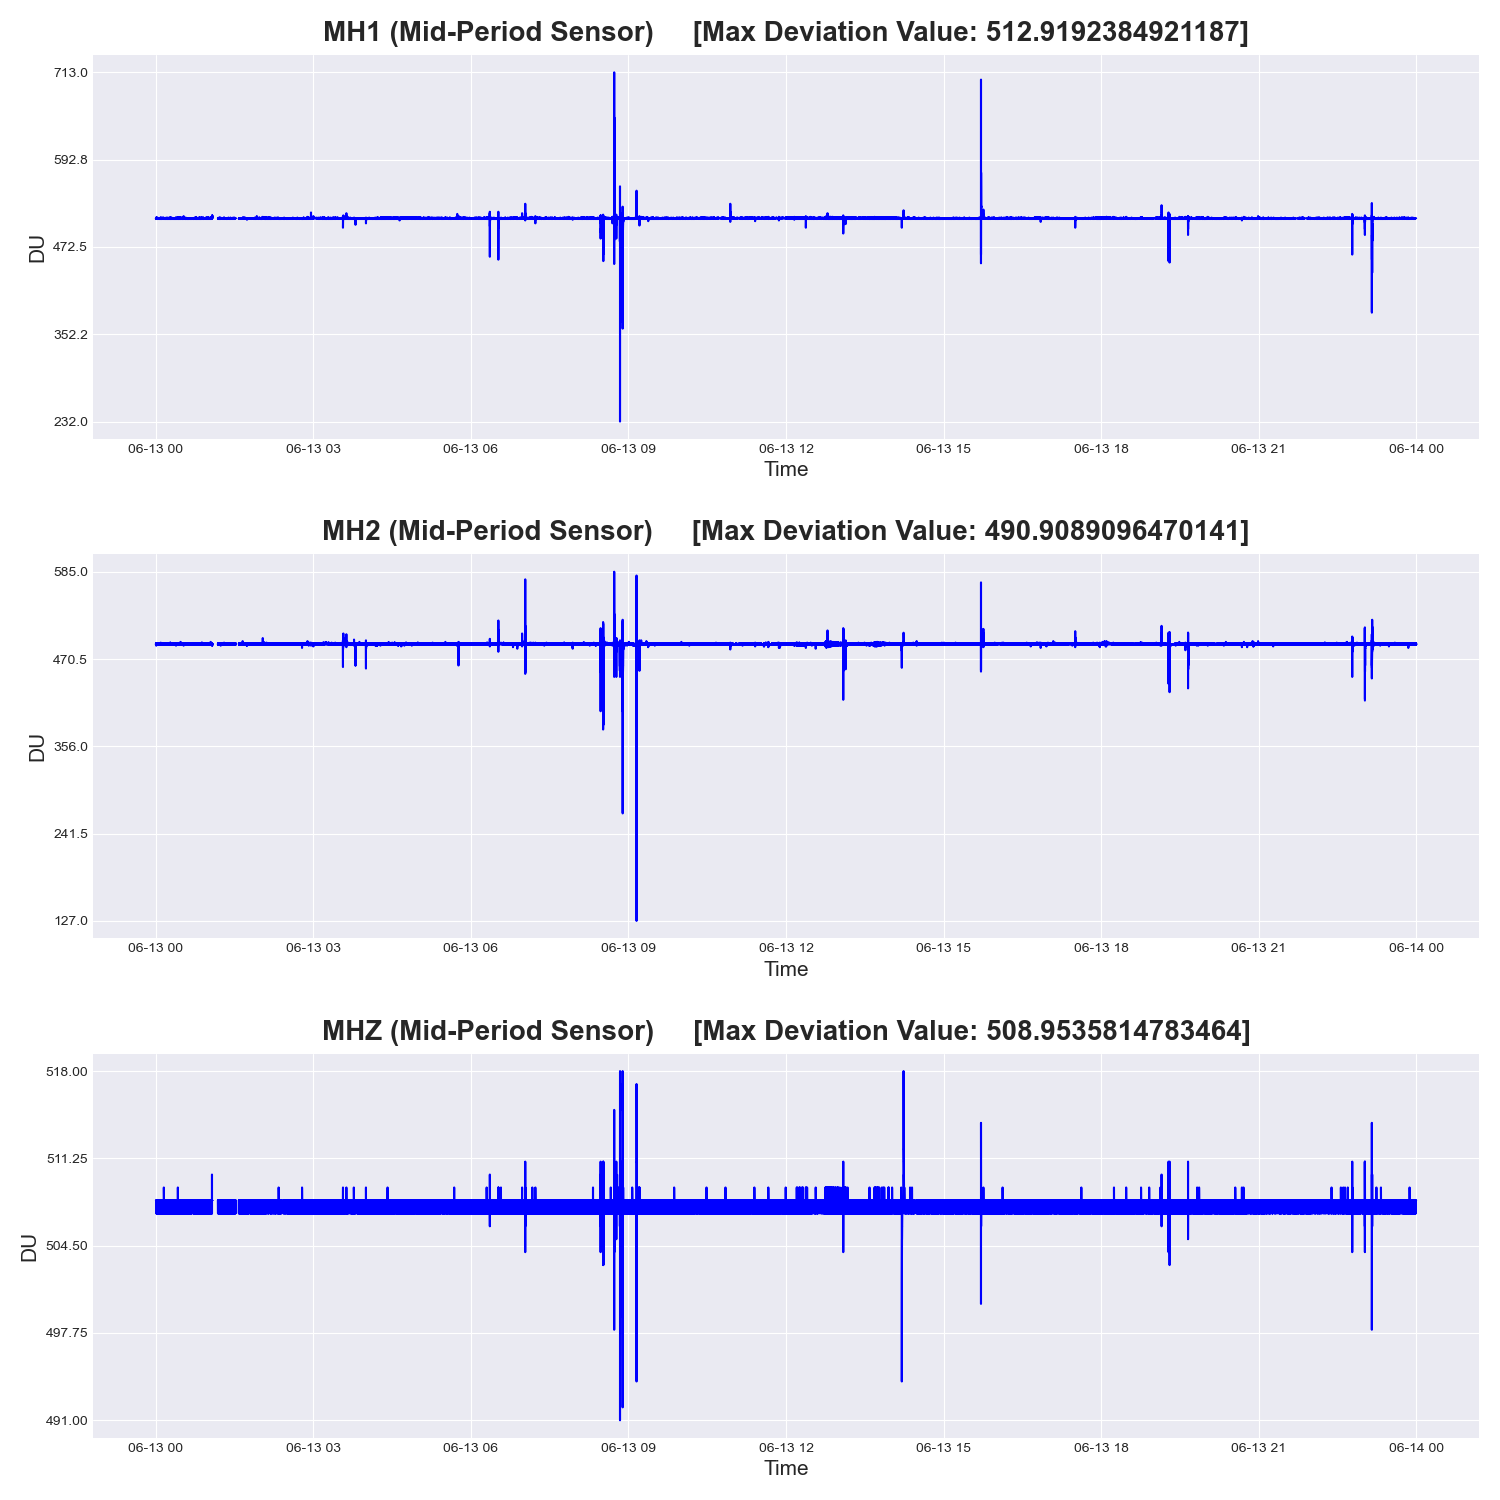 MH1 (Mid-Period Sensor) [Max Deviation Value: 512.9192384921187]
713.0
592.8
472.5
352.2
232.0
DU
06-13 00 06-13 03 06-13 06 06-13 09 06-13 12 06-13 15 06-13 18 06-13 21 06-14 00
Time
MH2 (Mid-Period Sensor) [Max Deviation Value: 490.9089096470141]
585.0
470.5
356.0
241.5
127.0
DU
06-13 00 06-13 03 06-13 06 06-13 09 06-13 12 06-13 15 06-13 18 06-13 21 06-14 00
Time
MHZ (Mid-Period Sensor) [Max Deviation Value: 508.9535814783464]
518.00
511.25
504.50
497.75
491.00
DU
06-13 00 06-13 03 06-13 06 06-13 09 06-13 12 06-13 15 06-13 18 06-13 21 06-14 00
Time